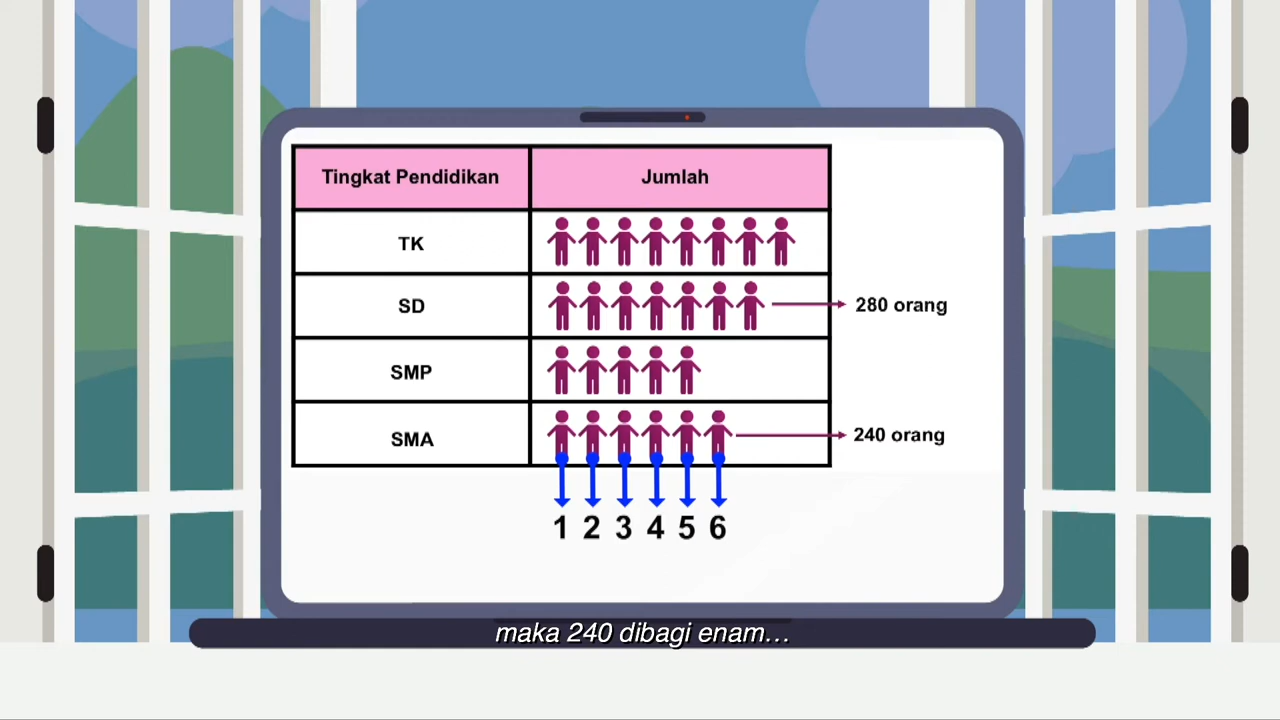 Tingkat Pendidikan Jumlah
TK
SD 280 orang
SMP
SMA 240 orang
1 2 3 4 5 6
maka 240 dibagi enam...